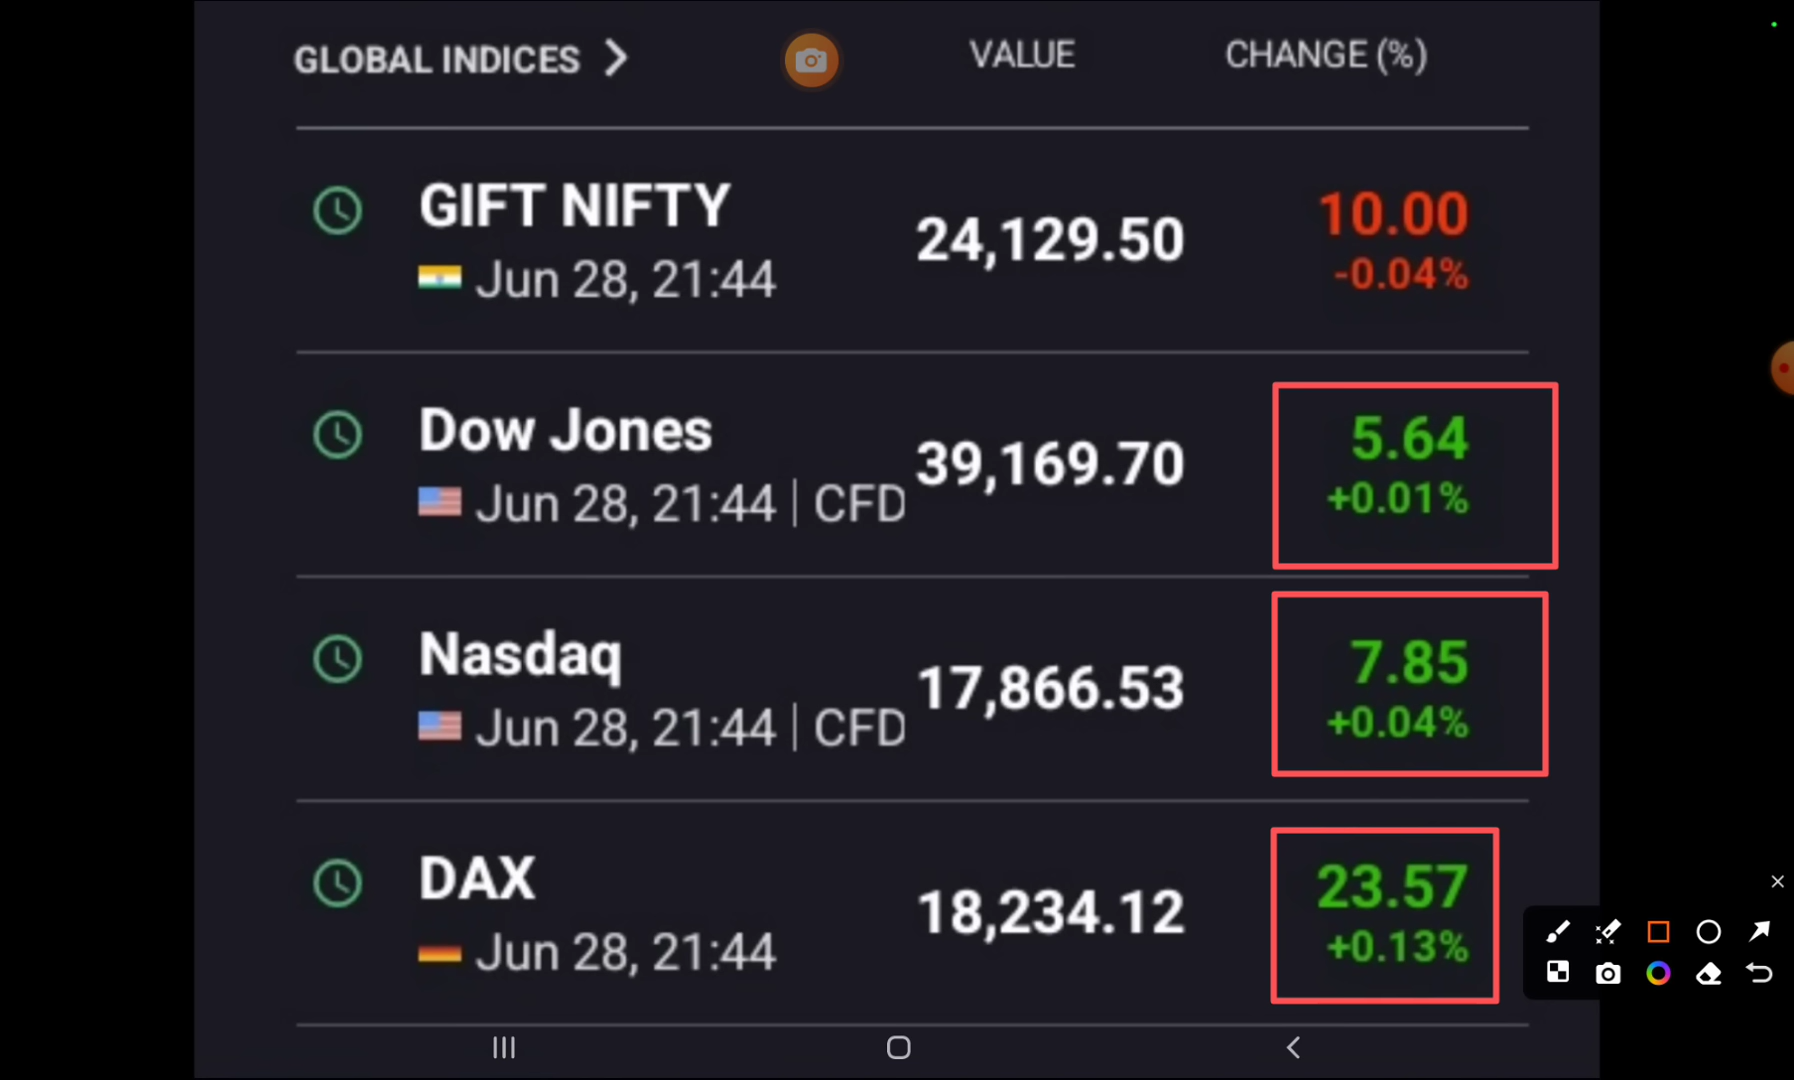 GLOBAL INDICES
VALUE
CHANGE (%)
GIFT NIFTY
24,129.50
10.00
Jun 28, 21:44
-0.04%
Dow Jones
39,169.70
5.64
Jun 28, 21:44 | CFD
+0.01%
Nasdaq
17,866.53
7.85
Jun 28, 21:44 | CFD
+0.04%
DAX
18,234.12
23.57
Jun 28, 21:44
+0.13%